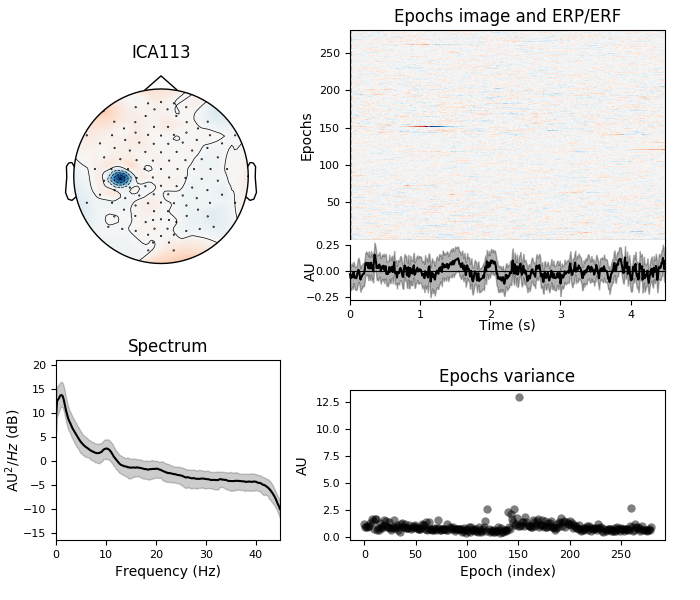 ICA113
Epochs image and ERP/ERF
Epochs
250
200
150
100
50
AU
0.25
0.00
−0.25
0 1 2 3 4
Time (s)
Spectrum
AU²/Hz (dB)
20
15
10
5
0
−5
−10
−15
0 10 20 30 40
Frequency (Hz)
Epochs variance
AU
12.5
10.0
7.5
5.0
2.5
0.0
0 50 100 150 200 250
Epoch (index)